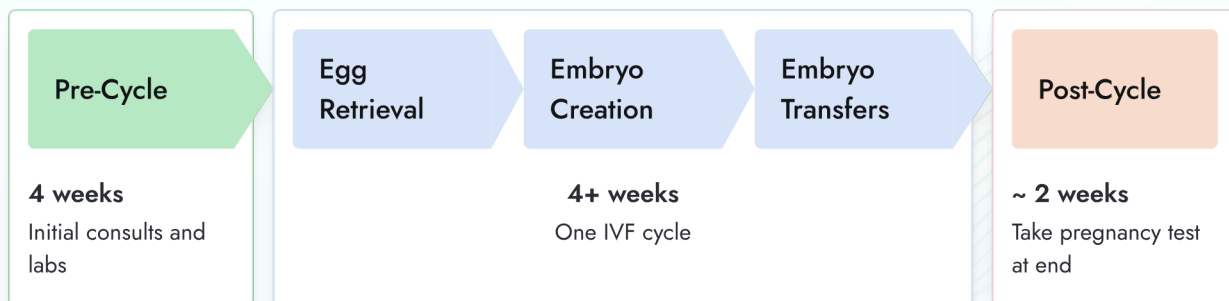 Pre-Cycle
Egg
Retrieval
Embryo
Creation
Embryo
Transfers
Post-Cycle
4 weeks
Initial consults and
labs
4+ weeks
One IVF cycle
~ 2 weeks
Take pregnancy test
at end